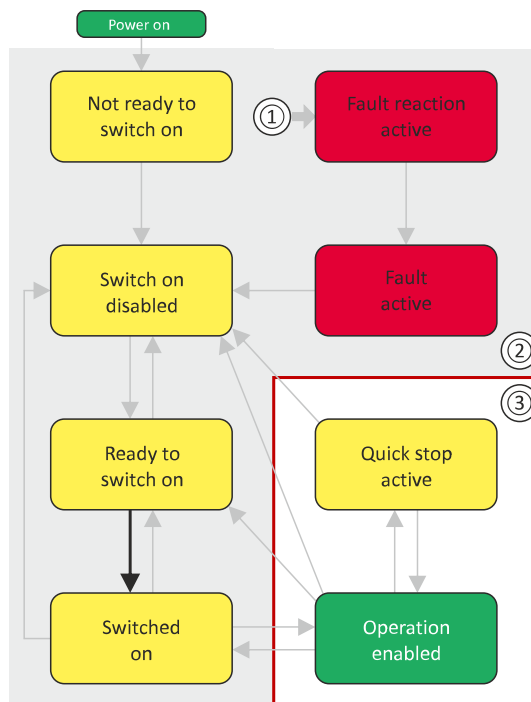 Power on
Not ready to
switch on
1
Fault reaction
active
Switch on
disabled
Fault
active
2
3
Ready to
switch on
Quick stop
active
Switched
on
Operation
enabled